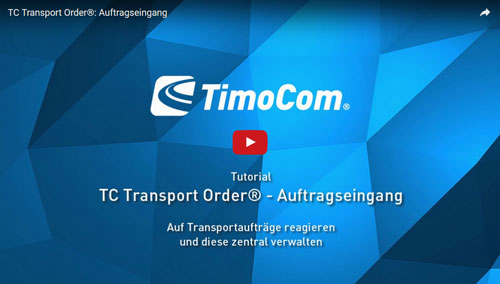 TC Transport Order®: Auftragseingang
TimoCom®
Tutorial
TC Transport Order® - Auftragseingang
Auf Transportaufträge reagieren
und diese zentral verwalten